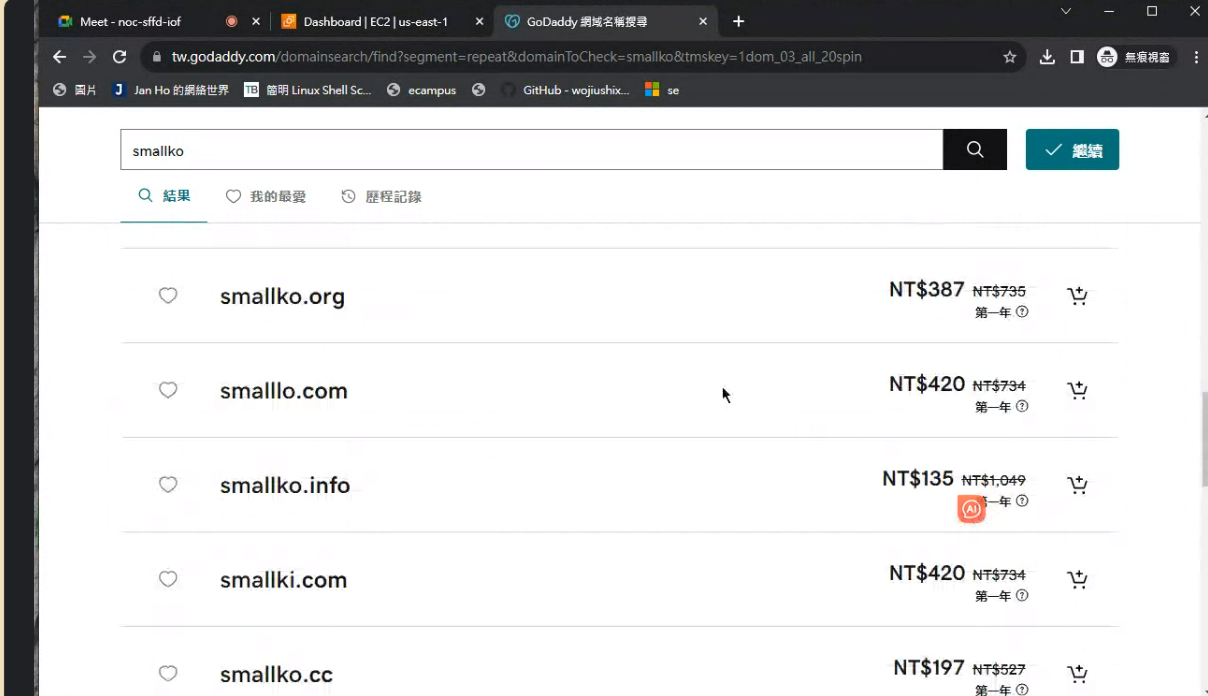 Meet - noc-sffd-iof
Dashboard | EC2 | us-east-1
GoDaddy 網域名稱搜尋
tw.godaddy.com/domainsearch/find?segment=repeat&domainToCheck=smallko&tmskey=1dom_03_all_20spin
無痕視窗
圖片
J Jan Ho 的網絡世界
TB 簡明 Linux Shell Sc...
ecampus
GitHub - wojiushix...
se
smallko
繼續
結果
我的最愛
歷程記錄
smallko.org
NT$387 NT$735
第一年
smalllo.com
NT$420 NT$734
第一年
smallko.info
NT$135 NT$1,049
AI 一年
smallki.com
NT$420 NT$734
第一年
smallko.cc
NT$197 NT$527
第一年